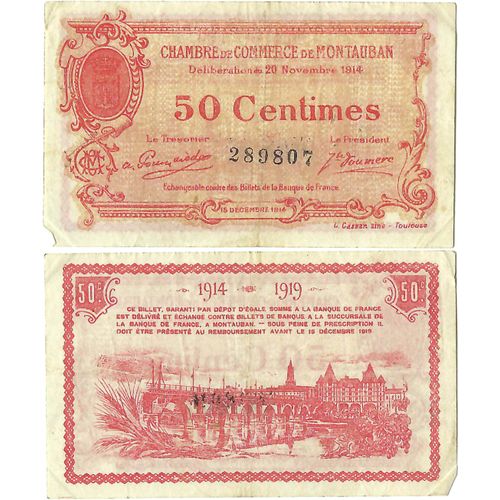 CHAMBRE DE COMMERCE DE MONTAUBAN
Délibération du 20 Novembre 1914
50 Centimes
Le Trésorier
Le Président
289807
Echangeable contre des Billets de la Banque de France
15 DÉCEMBRE 1914
L. Cassan fils - Toulouse
50c
1914
1919
50c
CE BILLET, GARANTI PAR DÉPOT D'ÉGALE SOMME A LA BANQUE DE FRANCE
EST DÉLIVRÉ ET ÉCHANGÉ CONTRE BILLETS DE BANQUE A LA SUCCURSALE DE
LA BANQUE DE FRANCE, A MONTAUBAN. — SOUS PEINE DE PRESCRIPTION IL
DOIT ÊTRE PRÉSENTÉ AU REMBOURSEMENT AVANT LE 15 DÉCEMBRE 1919